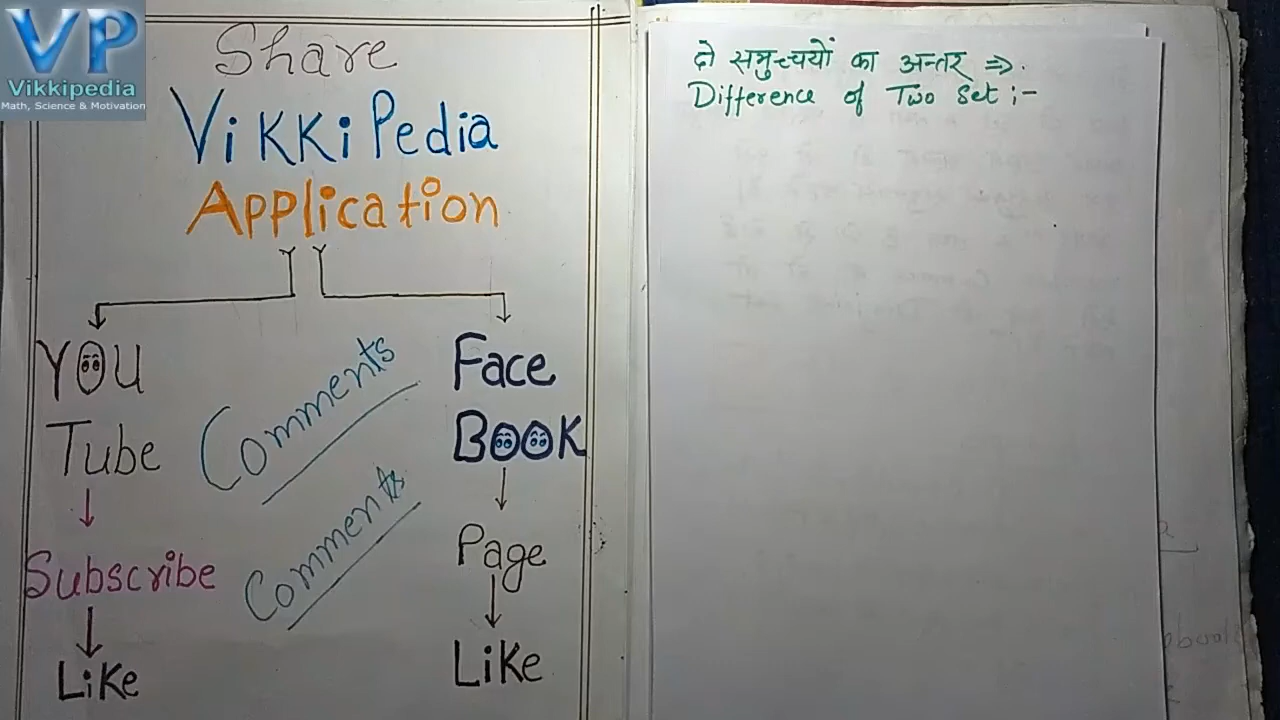 VP
Vikkipedia
Math, Science & Motivation
Share
VikkiPedia
Application
YOU
Tube
Subscribe
Like
Comments
Comments
Face
BOOK
Page
Like
दो समुच्चयों का अन्तर ⇒.
Difference of Two Set :-